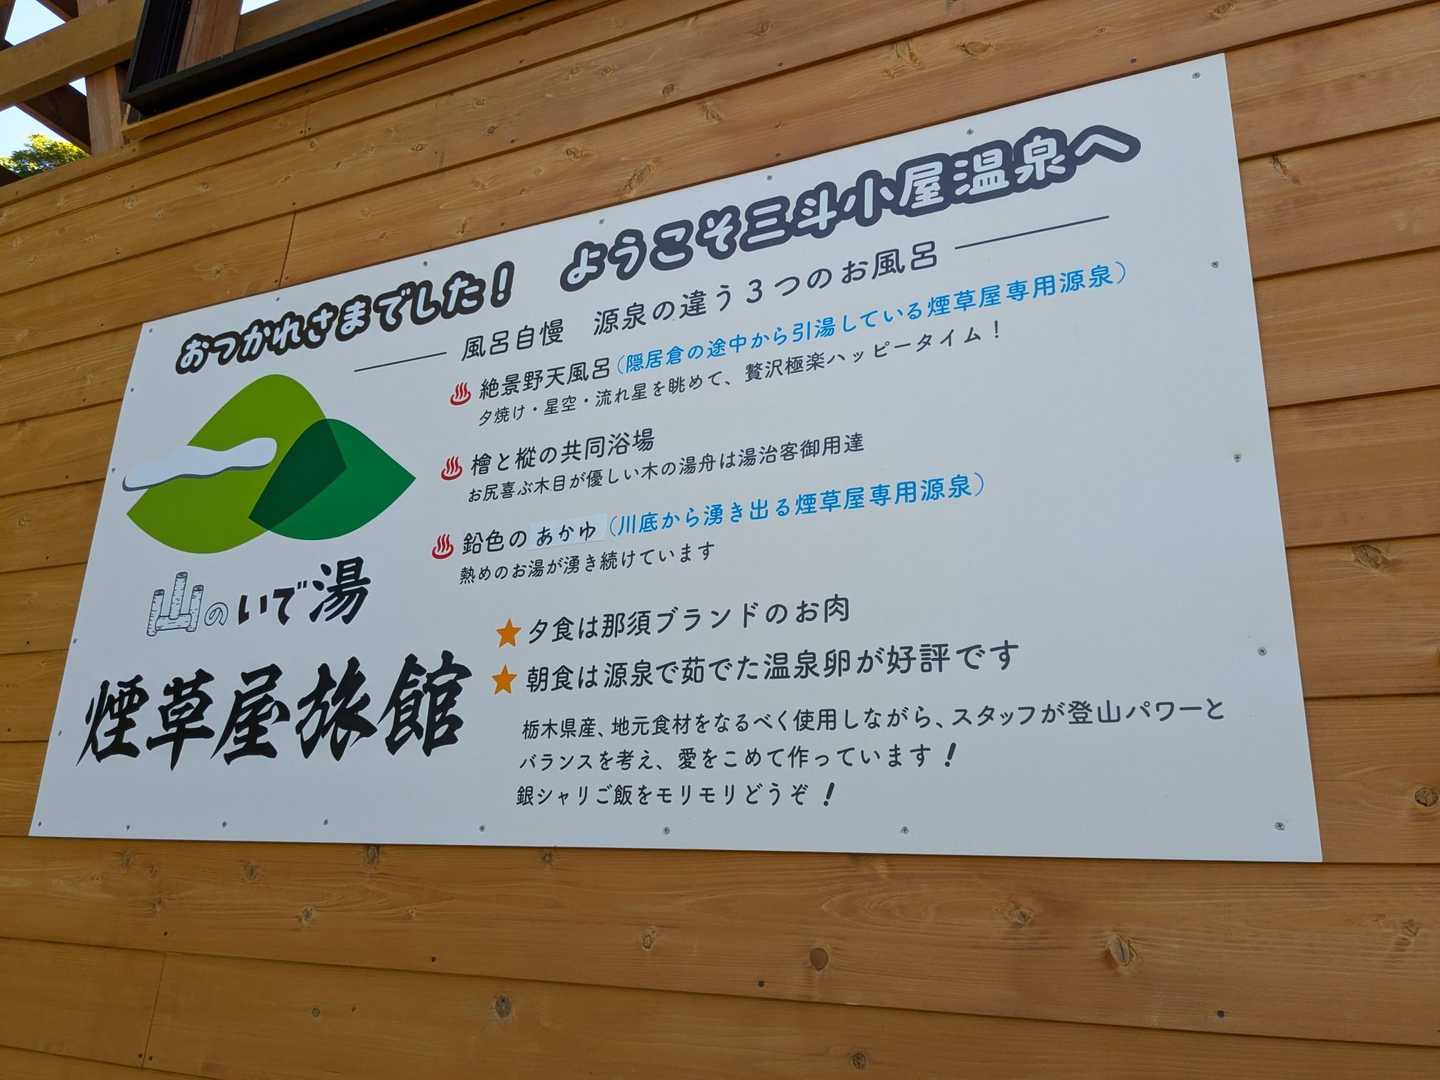 おつかれさまでした！　ようこそ三斗小屋温泉へ
風呂自慢　源泉の違う３つのお風呂
絶景野天風呂（隠居倉の途中から引湯している煙草屋専用源泉）
夕焼け・星空・流れ星を眺めて、贅沢極楽ハッピータイム！
檜と樅の共同浴場
お尻喜ぶ木目が優しい木の湯舟は湯治客御用達
鉛色のあかゆ（川底から湧き出る煙草屋専用源泉）
熱めのお湯が湧き続けています
山のいで湯
煙草屋旅館
夕食は那須ブランドのお肉
朝食は源泉で茹でた温泉卵が好評です
栃木県産、地元食材をなるべく使用しながら、スタッフが登山パワーと
バランスを考え、愛をこめて作っています！
銀シャリご飯をモリモリどうぞ！